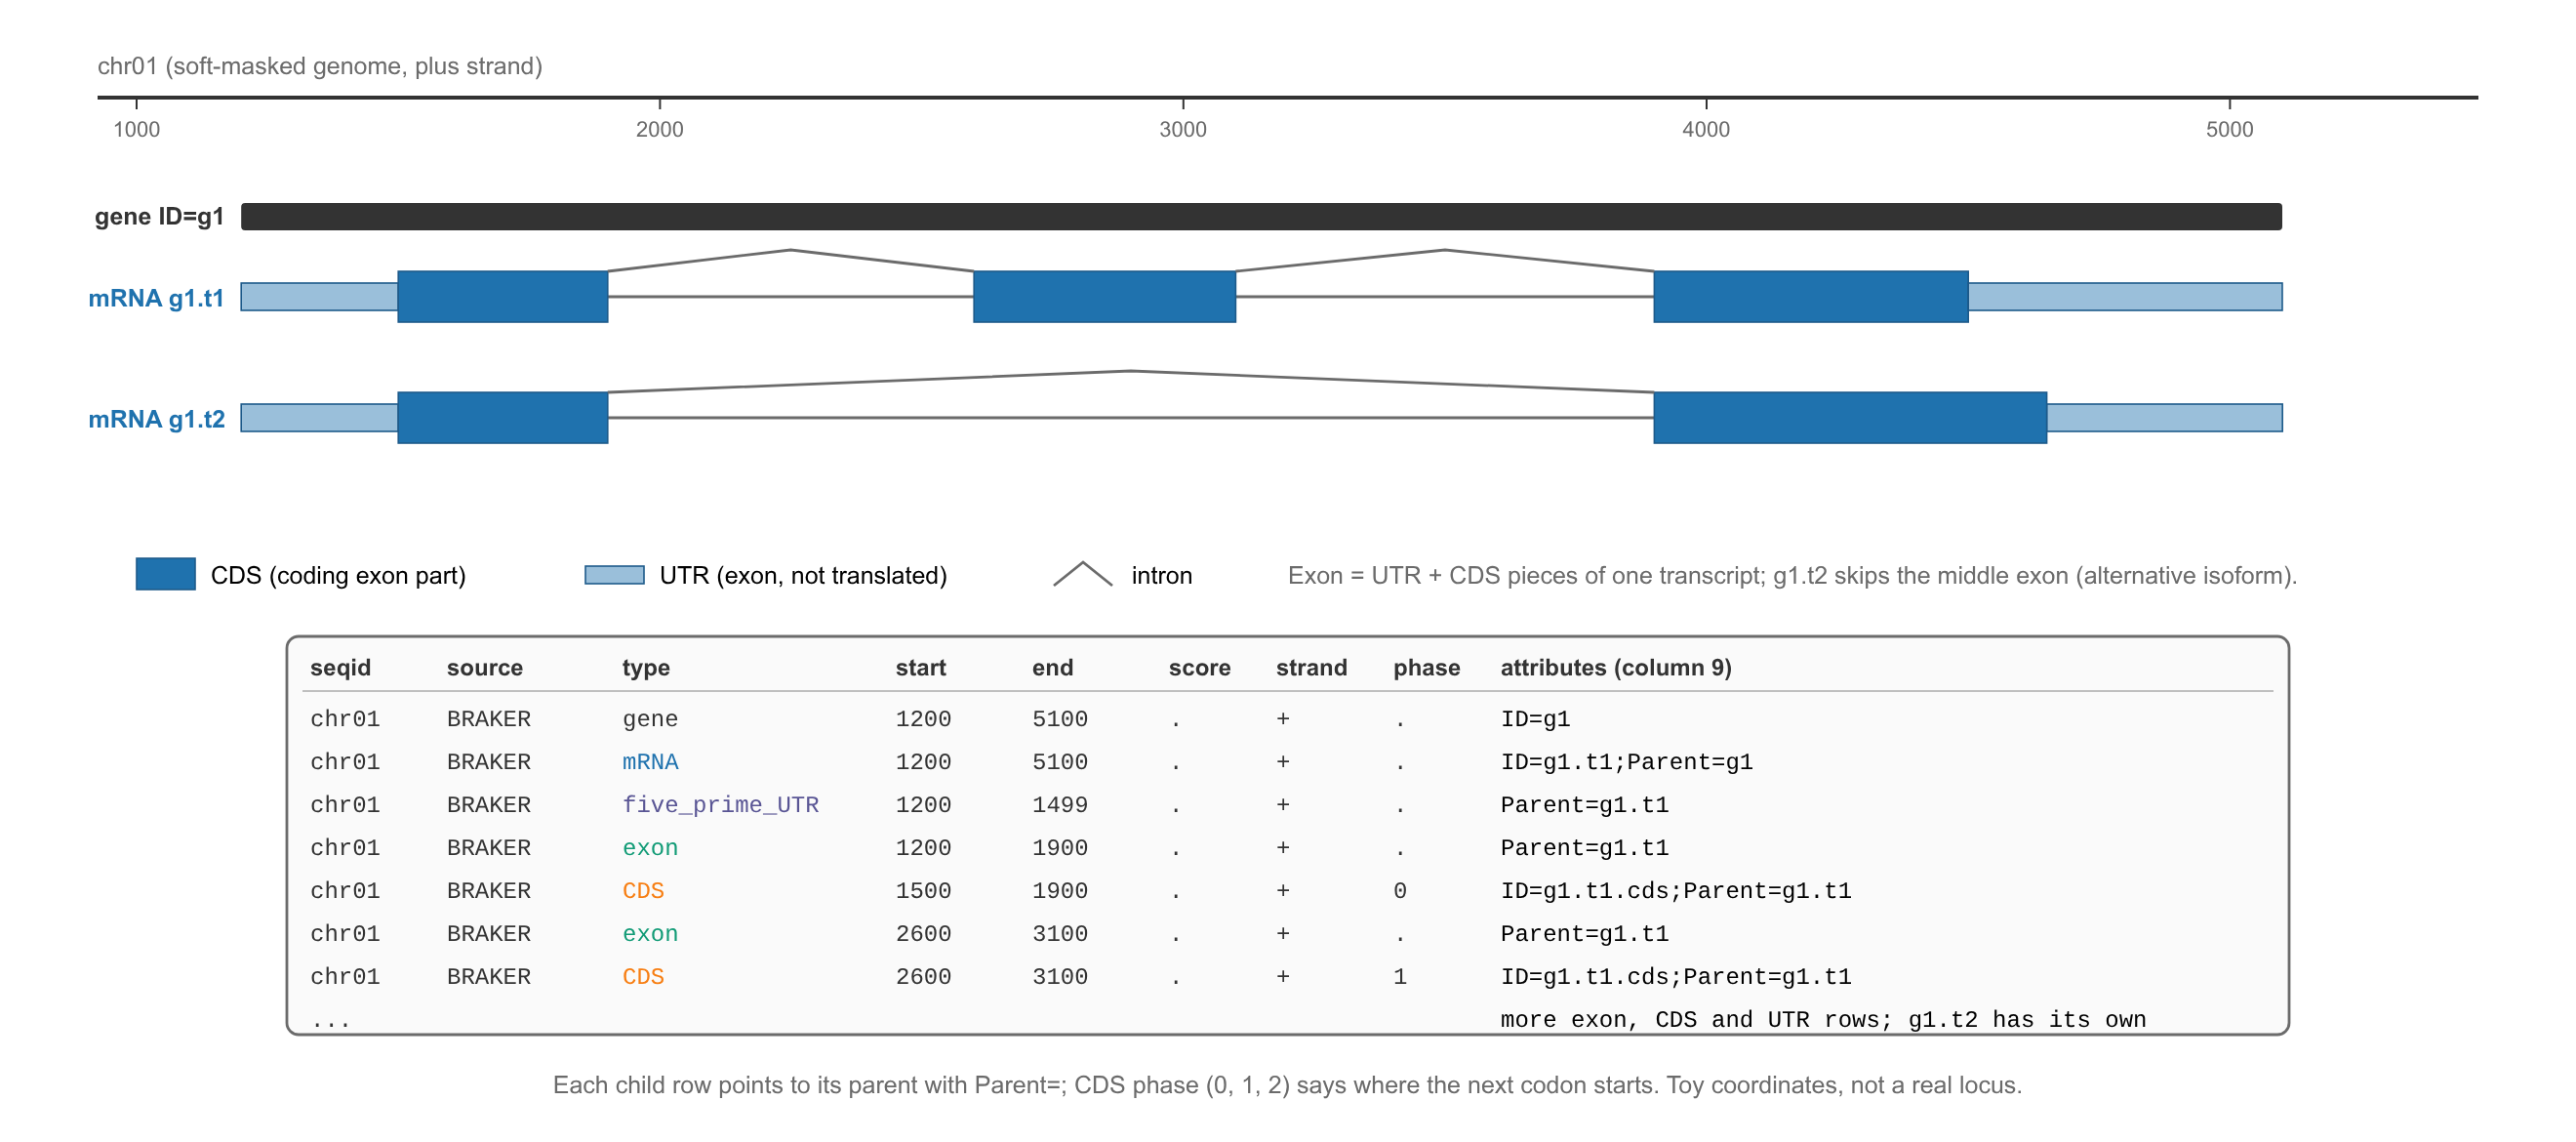 chr01 (soft-masked genome, plus strand)
1000 2000 3000 4000 5000
gene ID=g1
mRNA g1.t1
mRNA g1.t2
CDS (coding exon part) UTR (exon, not translated) intron Exon = UTR + CDS pieces of one transcript; g1.t2 skips the middle exon (alternative isoform).
seqid source type start end score strand phase attributes (column 9)
chr01 BRAKER gene 1200 5100 . + . ID=g1
chr01 BRAKER mRNA 1200 5100 . + . ID=g1.t1;Parent=g1
chr01 BRAKER five_prime_UTR 1200 1499 . + . Parent=g1.t1
chr01 BRAKER exon 1200 1900 . + . Parent=g1.t1
chr01 BRAKER CDS 1500 1900 . + 0 ID=g1.t1.cds;Parent=g1.t1
chr01 BRAKER exon 2600 3100 . + . Parent=g1.t1
chr01 BRAKER CDS 2600 3100 . + 1 ID=g1.t1.cds;Parent=g1.t1
... more exon, CDS and UTR rows; g1.t2 has its own
Each child row points to its parent with Parent=; CDS phase (0, 1, 2) says where the next codon starts. Toy coordinates, not a real locus.